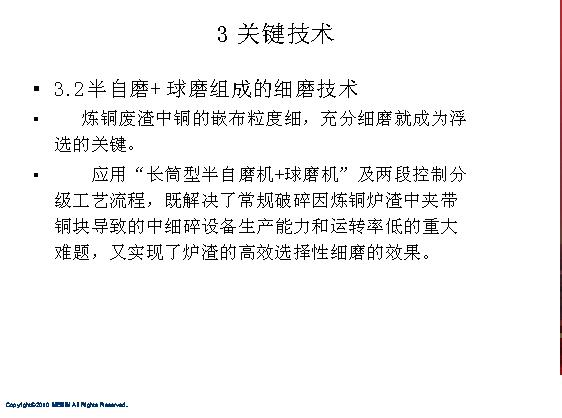 3 关键技术
▪ 3.2半自磨+ 球磨组成的细磨技术
▪ 炼铜废渣中铜的嵌布粒度细，充分细磨就成为浮
选的关键。
▪ 应用“长筒型半自磨机+球磨机”及两段控制分
级工艺流程，既解决了常规破碎因炼铜炉渣中夹带
铜块导致的中细碎设备生产能力和运转率低的重大
难题，又实现了炉渣的高效选择性细磨的效果。
All Rights Reserved.